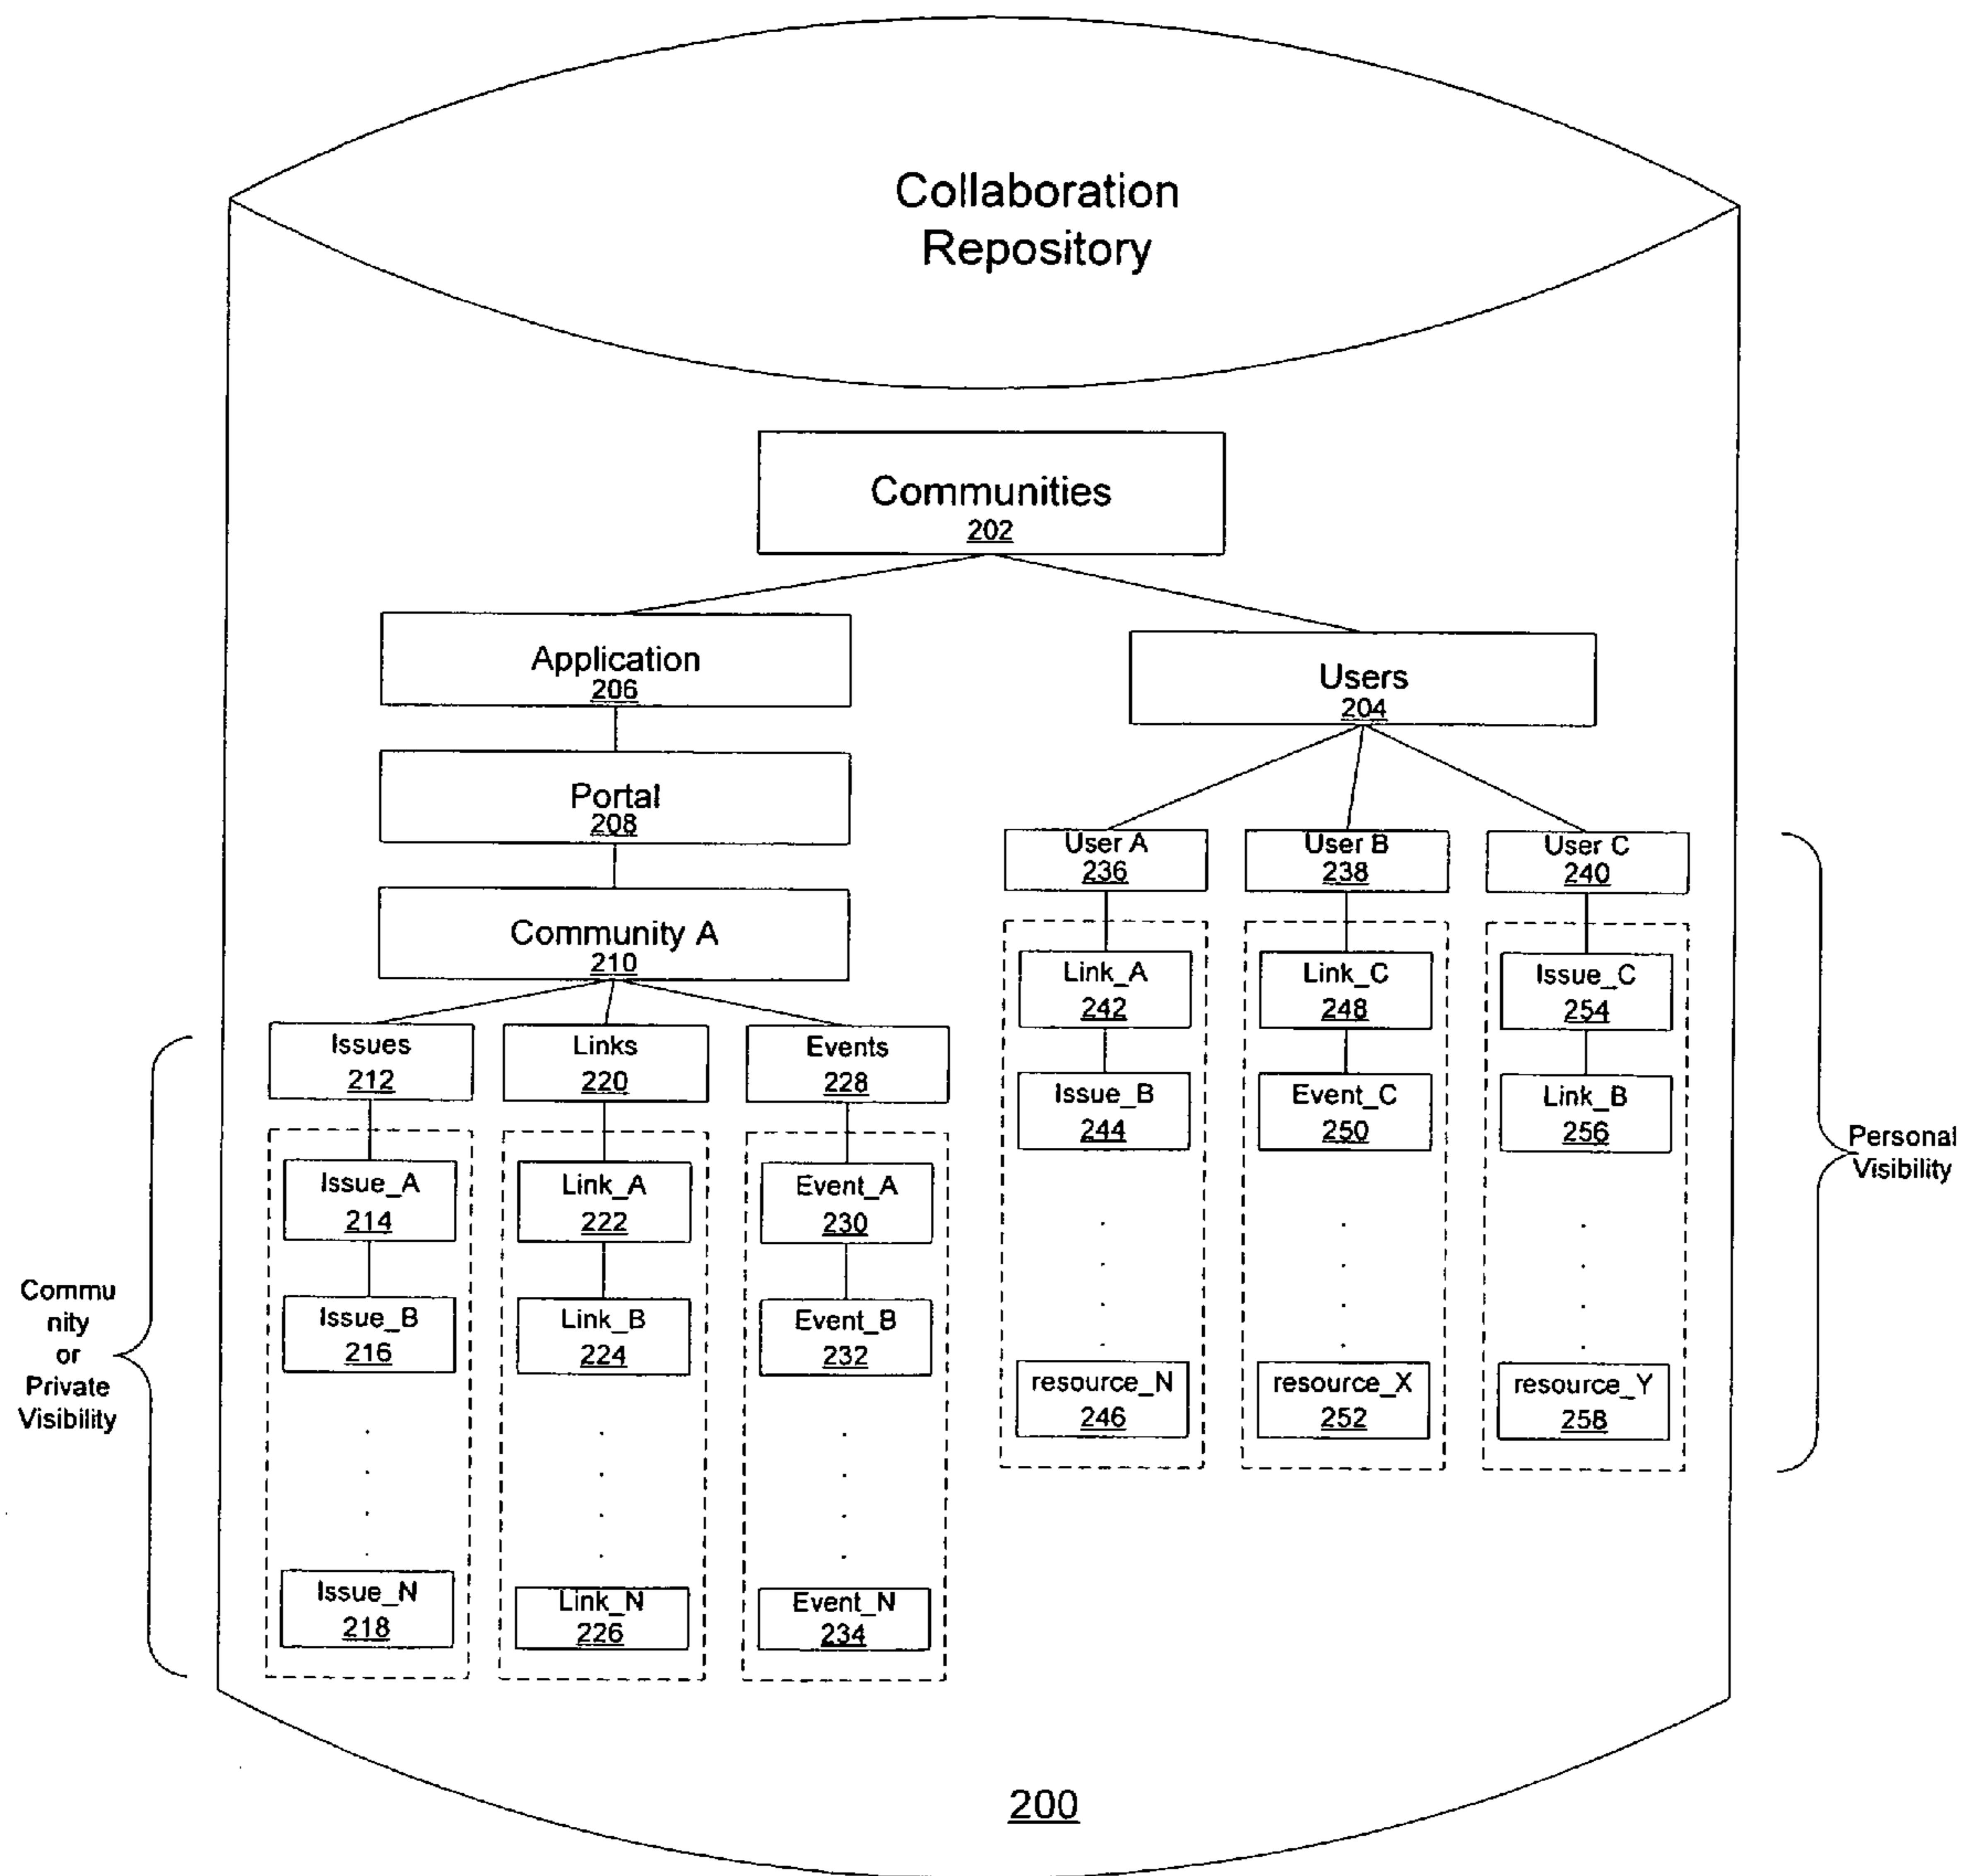 Collaboration
Repository
Communities
202
Application
206
Users
204
Portal
208
User A
236
User B
238
User C
240
Community A
210
Link_A
242
Link_C
248
Issue_C
254
Issues
212
Links
220
Events
228
Issue_B
244
Event_C
250
Link_B
256
Personal
Visibility
Issue_A
214
Link_A
222
Event_A
230
Commu
nity
or
Private
Visibility
Issue_B
216
Link_B
224
Event_B
232
resource_N
246
resource_X
252
resource_Y
258
Issue_N
218
Link_N
226
Event_N
234
200